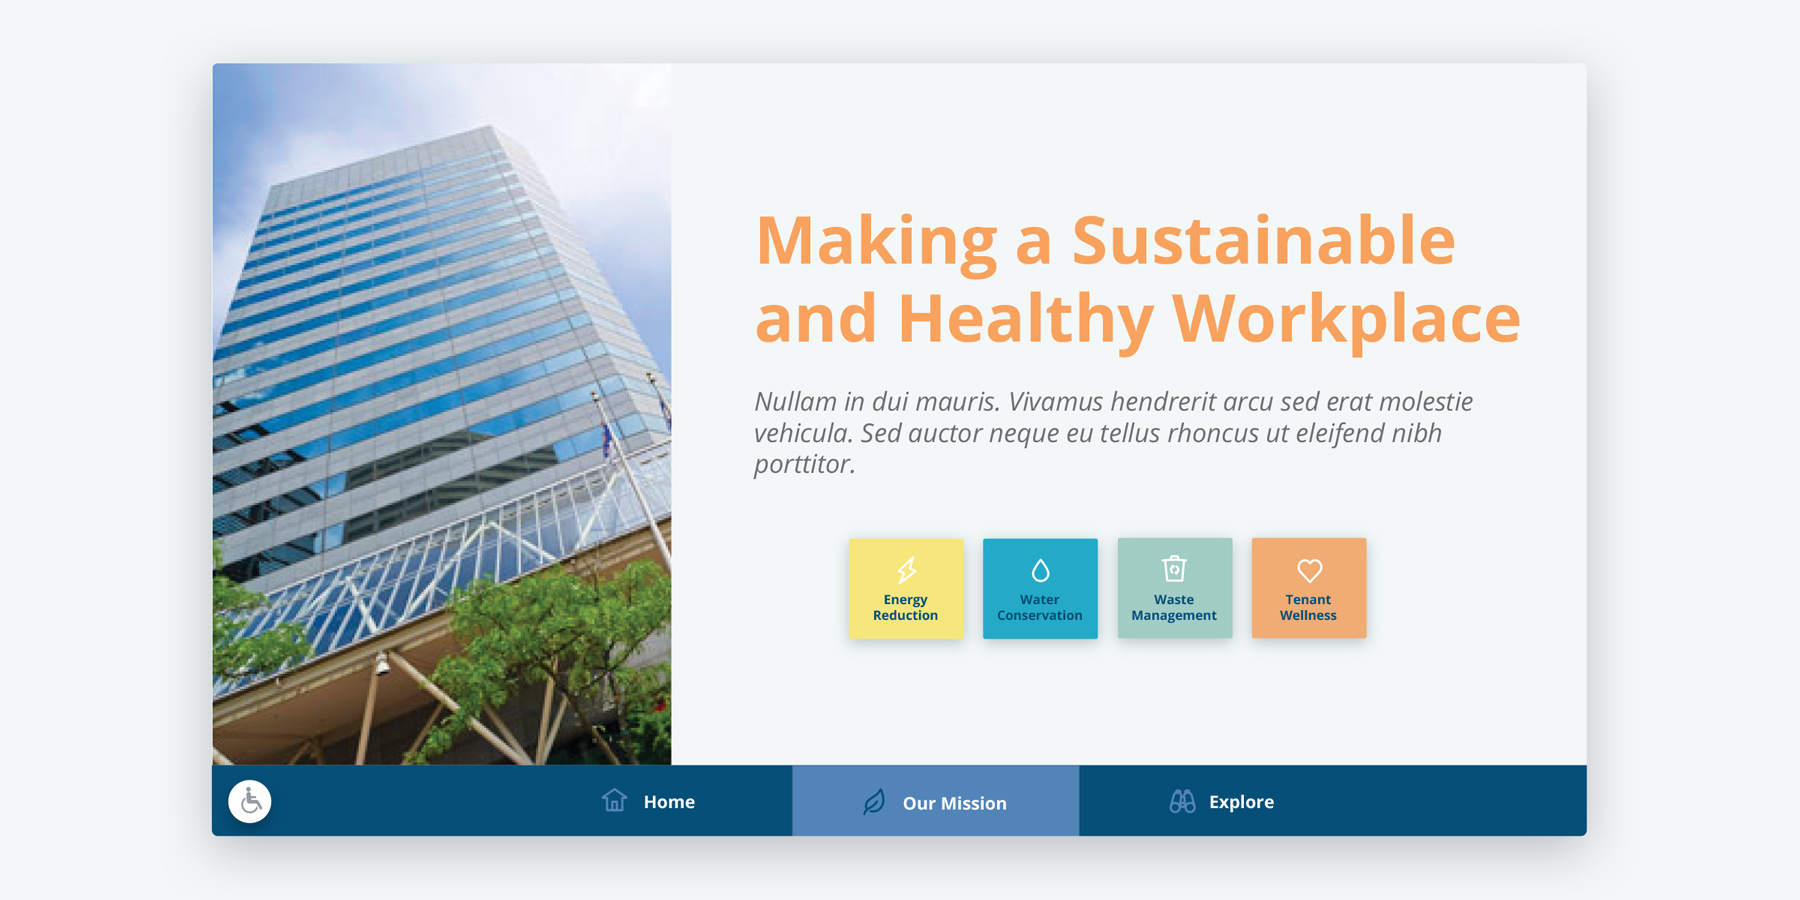 Making a Sustainable
and Healthy Workplace
Nullam in dui mauris. Vivamus hendrerit arcu sed erat molestie
vehicula. Sed auctor neque eu tellus rhoncus ut eleifend nibh
porttitor.
Energy
Reduction
Water
Conservation
Waste
Management
Tenant
Wellness
Home
Our Mission
Explore